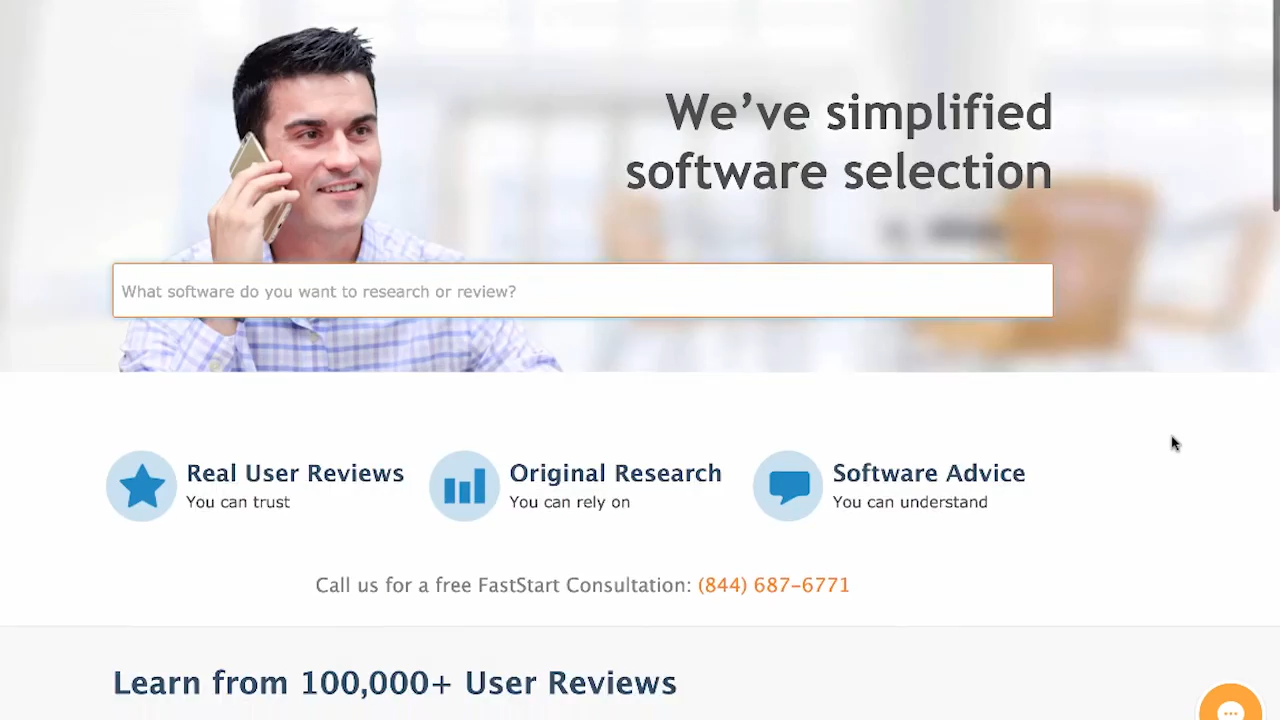 We've simplified
software selection
What software do you want to research or review?
Real User Reviews
You can trust
Original Research
You can rely on
Software Advice
You can understand
Call us for a free FastStart Consultation: (844) 687-6771
Learn from 100,000+ User Reviews